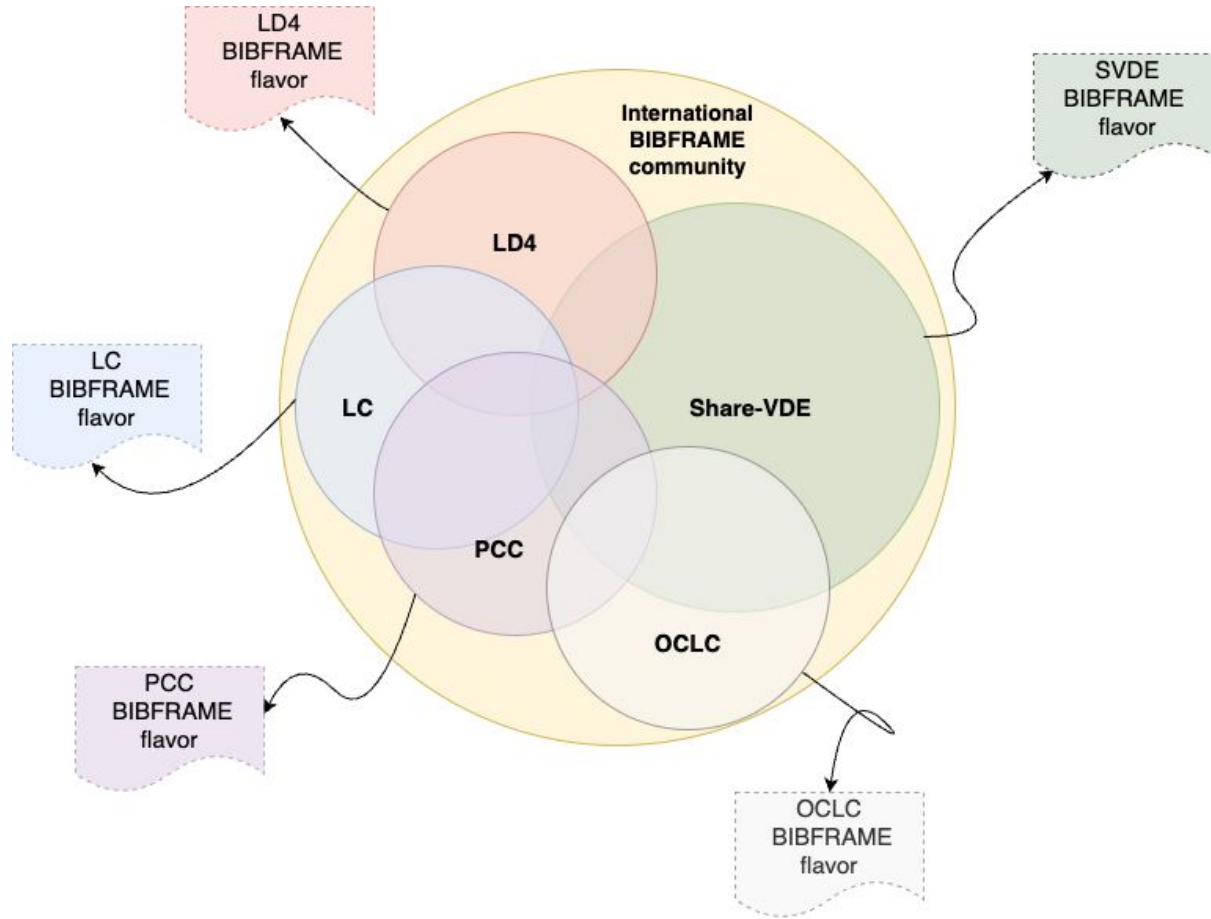 LD4
BIBFRAME
flavor
SVDE
BIBFRAME
flavor
International
BIBFRAME
community
LD4
LC
BIBFRAME
flavor
LC
Share-VDE
PCC
OCLC
PCC
BIBFRAME
flavor
OCLC
BIBFRAME
flavor